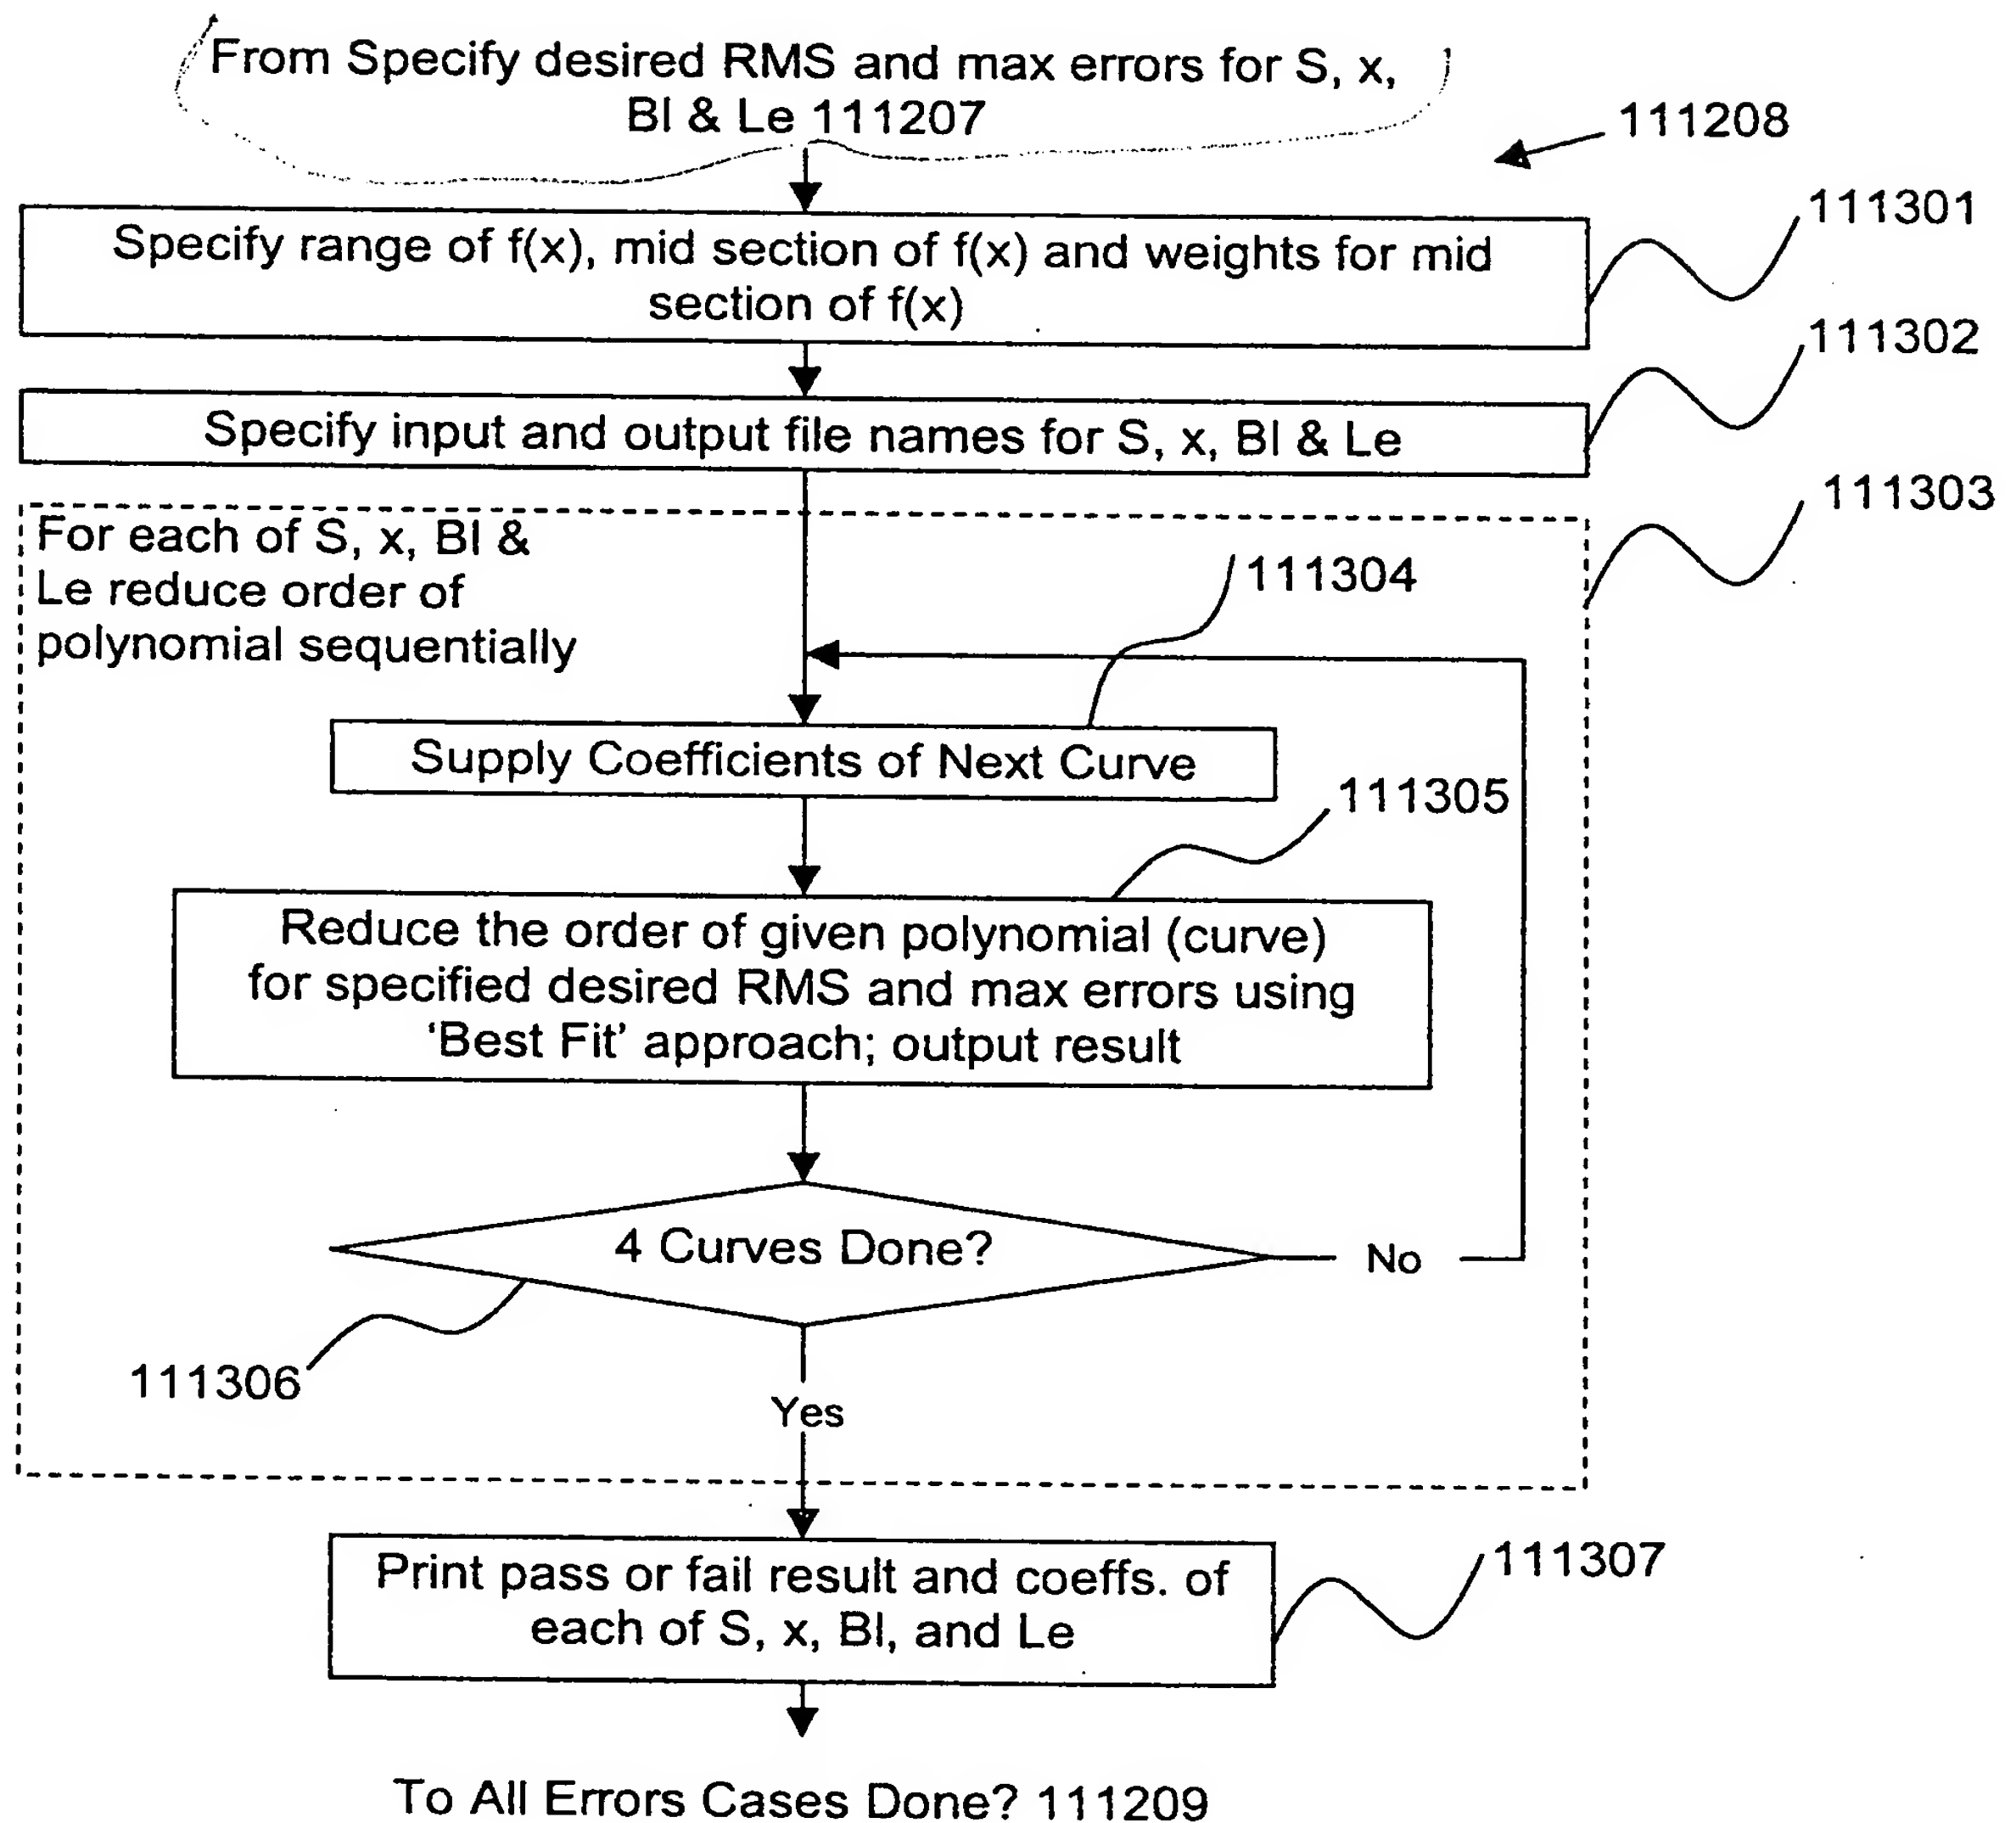 From Specify desired RMS and max errors for S, x,
Bl & Le 111207
111208
111301
Specify range of f(x), mid section of f(x) and weights for mid
section of f(x)
111302
Specify input and output file names for S, x, Bl & Le
111303
For each of S, x, Bl &
Le reduce order of
polynomial sequentially
111304
Supply Coefficients of Next Curve
111305
Reduce the order of given polynomial (curve)
for specified desired RMS and max errors using
‘Best Fit’ approach; output result
4 Curves Done?
No
111306
Yes
Print pass or fail result and coeffs. of
each of S, x, Bl, and Le
111307
To All Errors Cases Done? 111209